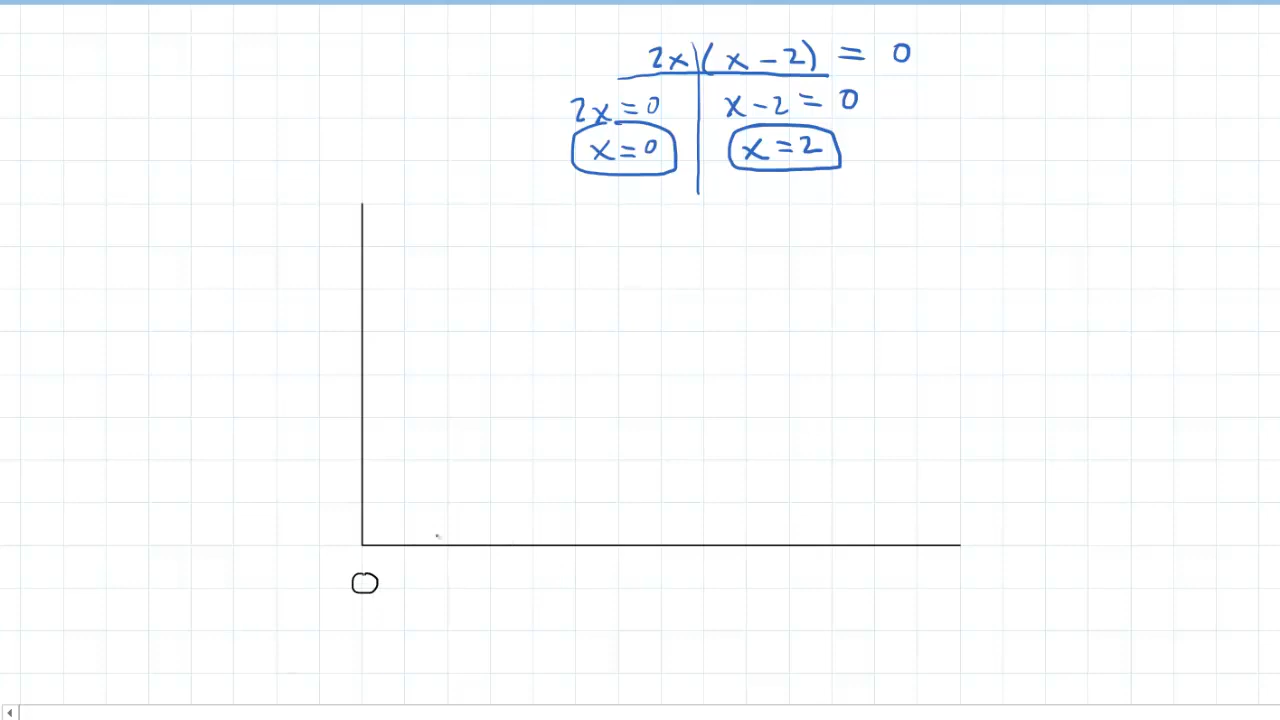 2x (x-2) = 0
2x=0 x-2=0
x=0 x=2
0